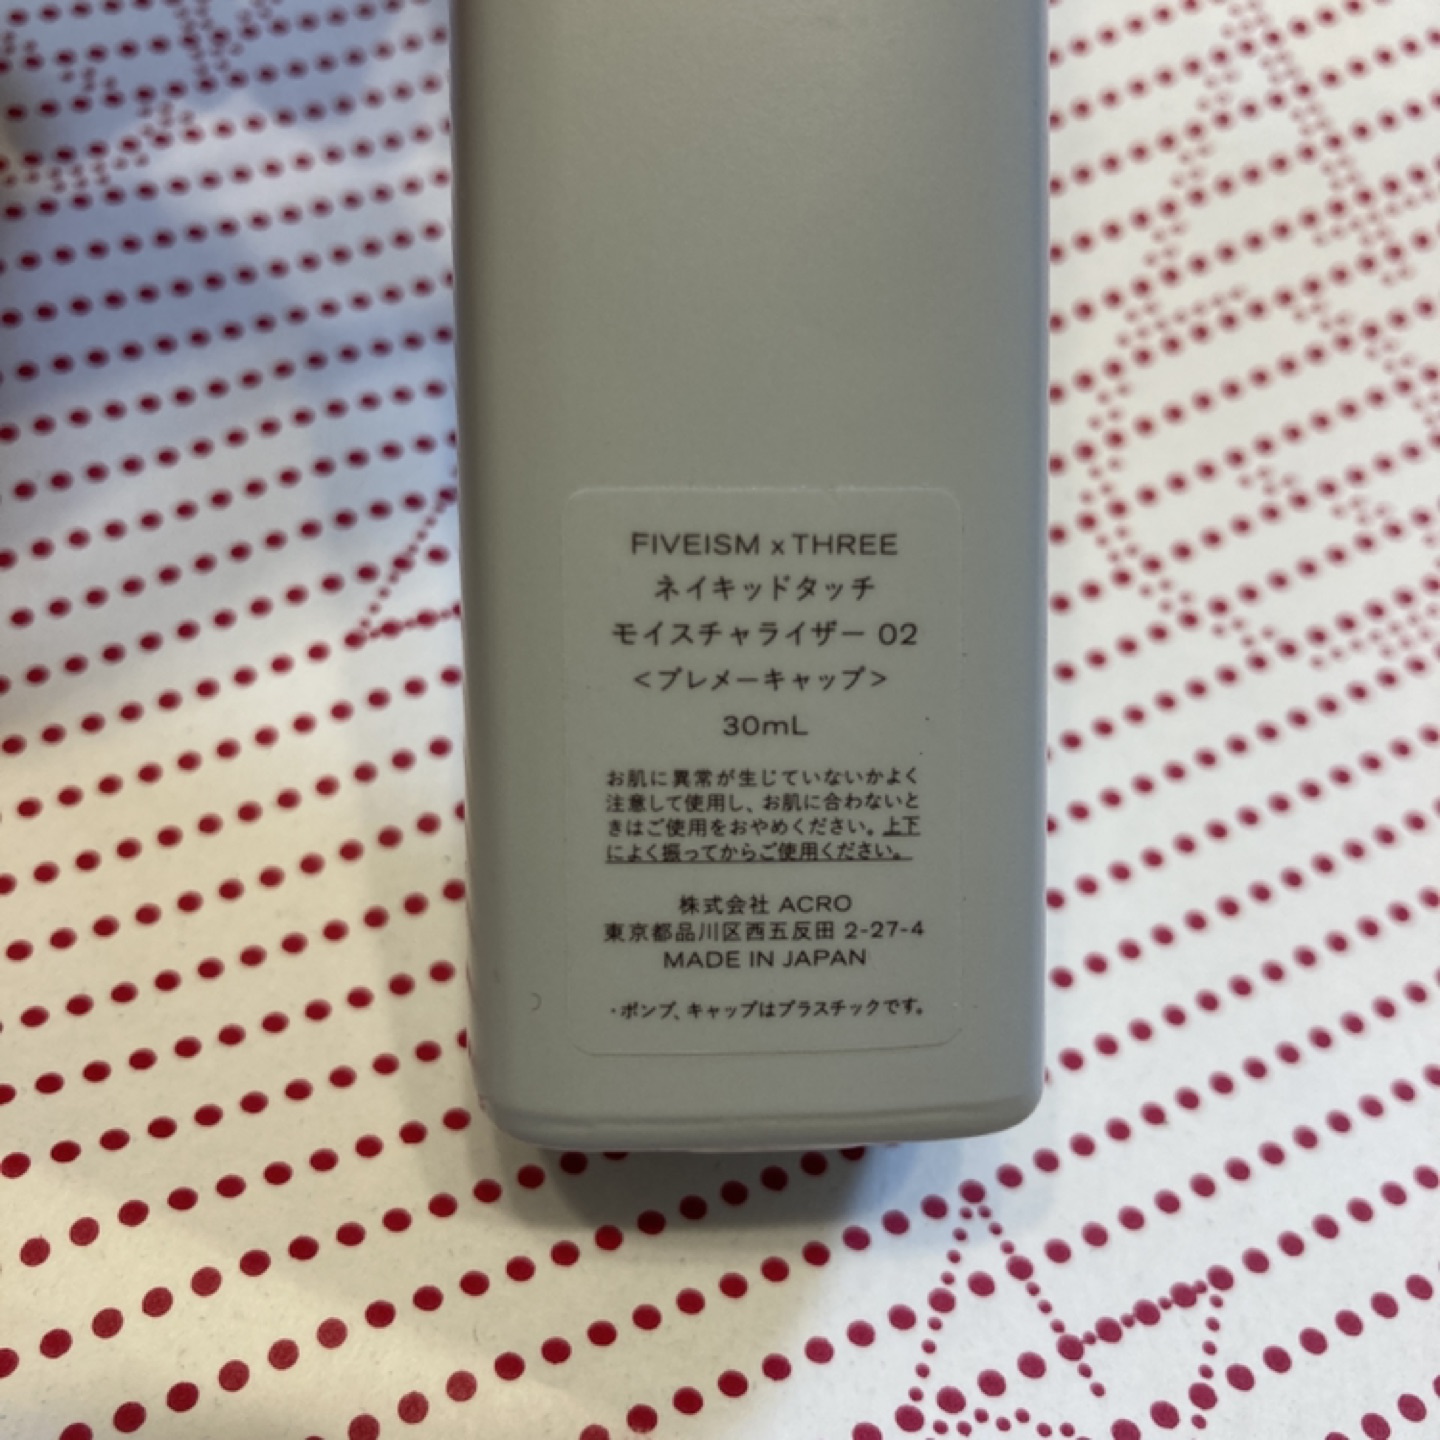 FIVEISM x THREE
ネイキッドタッチ
モイスチャライザー 02
<ブレメーキャップ>
30mL
お肌に異常が生じていないかよく
注意して使用し、お肌に合わないと
きはご使用をおやめください。上下
によく振ってからご使用ください。
株式会社 ACRO
東京都品川区西五反田 2-27-4
MADE IN JAPAN
・ポンプ、キャップはプラスチックです。